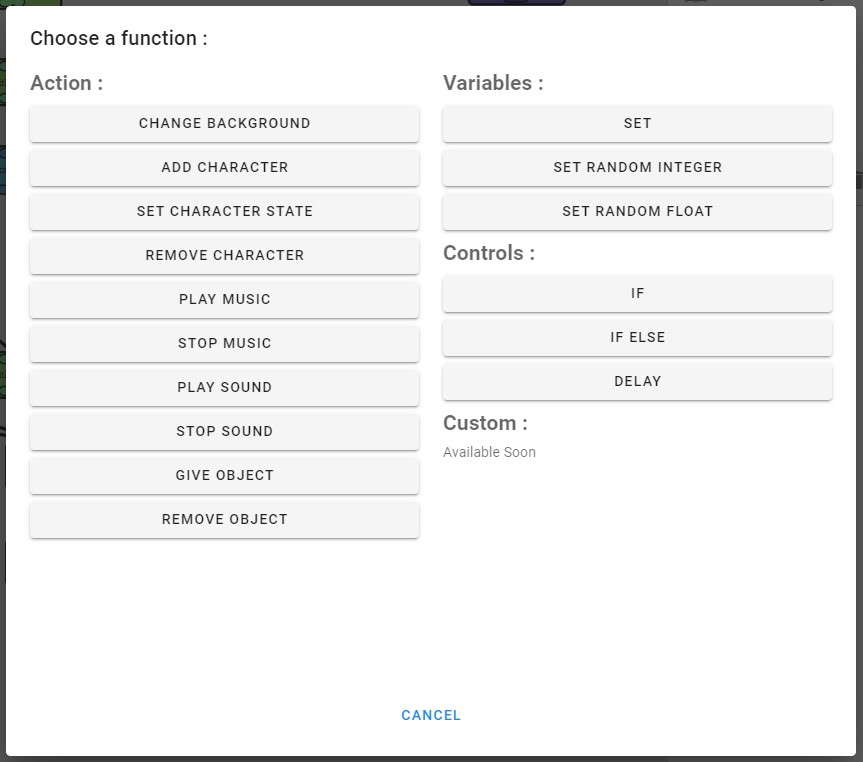 Choose a function :
Action :
CHANGE BACKGROUND
ADD CHARACTER
SET CHARACTER STATE
REMOVE CHARACTER
PLAY MUSIC
STOP MUSIC
PLAY SOUND
STOP SOUND
GIVE OBJECT
REMOVE OBJECT
Variables :
SET
SET RANDOM INTEGER
SET RANDOM FLOAT
Controls :
IF
IF ELSE
DELAY
Custom :
Available Soon
CANCEL